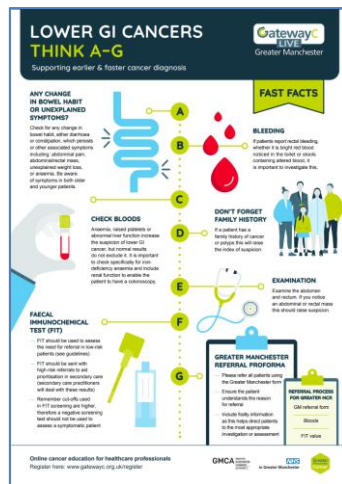 LOWER GI CANCERS
THINK A–G
Supporting earlier & faster cancer diagnosis
GatewayC
LIVE
Greater Manchester
FAST FACTS
ANY CHANGE
IN BOWEL HABIT
OR UNEXPLAINED
SYMPTOMS?
Check for any change in
bowel habit, either diarrhoea
or constipation, which persists
or other associated symptoms
including: abdominal pain,
abdominal/rectal mass,
unexplained weight loss,
or anaemia. Be aware
of symptoms in both older
and younger patients.
A
B
BLEEDING
If patients report rectal bleeding,
whether it is bright red blood
noticed in the toilet or stools
containing altered blood, it
is important to investigate this.
C
CHECK BLOODS
Anaemia, raised platelets or
abnormal liver function increase
the suspicion of lower GI
cancer, but normal results
do not exclude it. It is important
to check specifically for iron-
deficiency anaemia and include
renal function to enable the
patient to have a colonoscopy.
D
DON'T FORGET
FAMILY HISTORY
If a patient has a
family history of cancer
or polyps this will raise
the index of suspicion.
E
EXAMINATION
Examine the abdomen
and rectum. If you notice
an abdominal or rectal mass
this should raise suspicion.
F
FAECAL
IMMUNOCHEMICAL
TEST (FIT)
– FIT should be used to assess
the need for referral in low-risk
patients (see guidelines)
– FIT should be sent with
high-risk referrals to aid
prioritisation in secondary care
(secondary care practitioners
will deal with these results)
– Remember cut-offs used
in FIT screening are higher,
therefore a negative screening
test should not be used to
assess a symptomatic patient
G
GREATER MANCHESTER
REFERRAL PROFORMA
– Please refer all patients using
the Greater Manchester form
– Ensure the patient
understands the reason
for referral
– Include frailty information
as this helps direct patients
to the most appropriate
investigation or assessment
REFERRAL PROCESS
FOR GREATER MCR
GM referral form
Bloods
FIT value
Online cancer education for healthcare professionals
Register here: www.gatewayc.org.uk/register
GMCA
NHS
in Greater Manchester